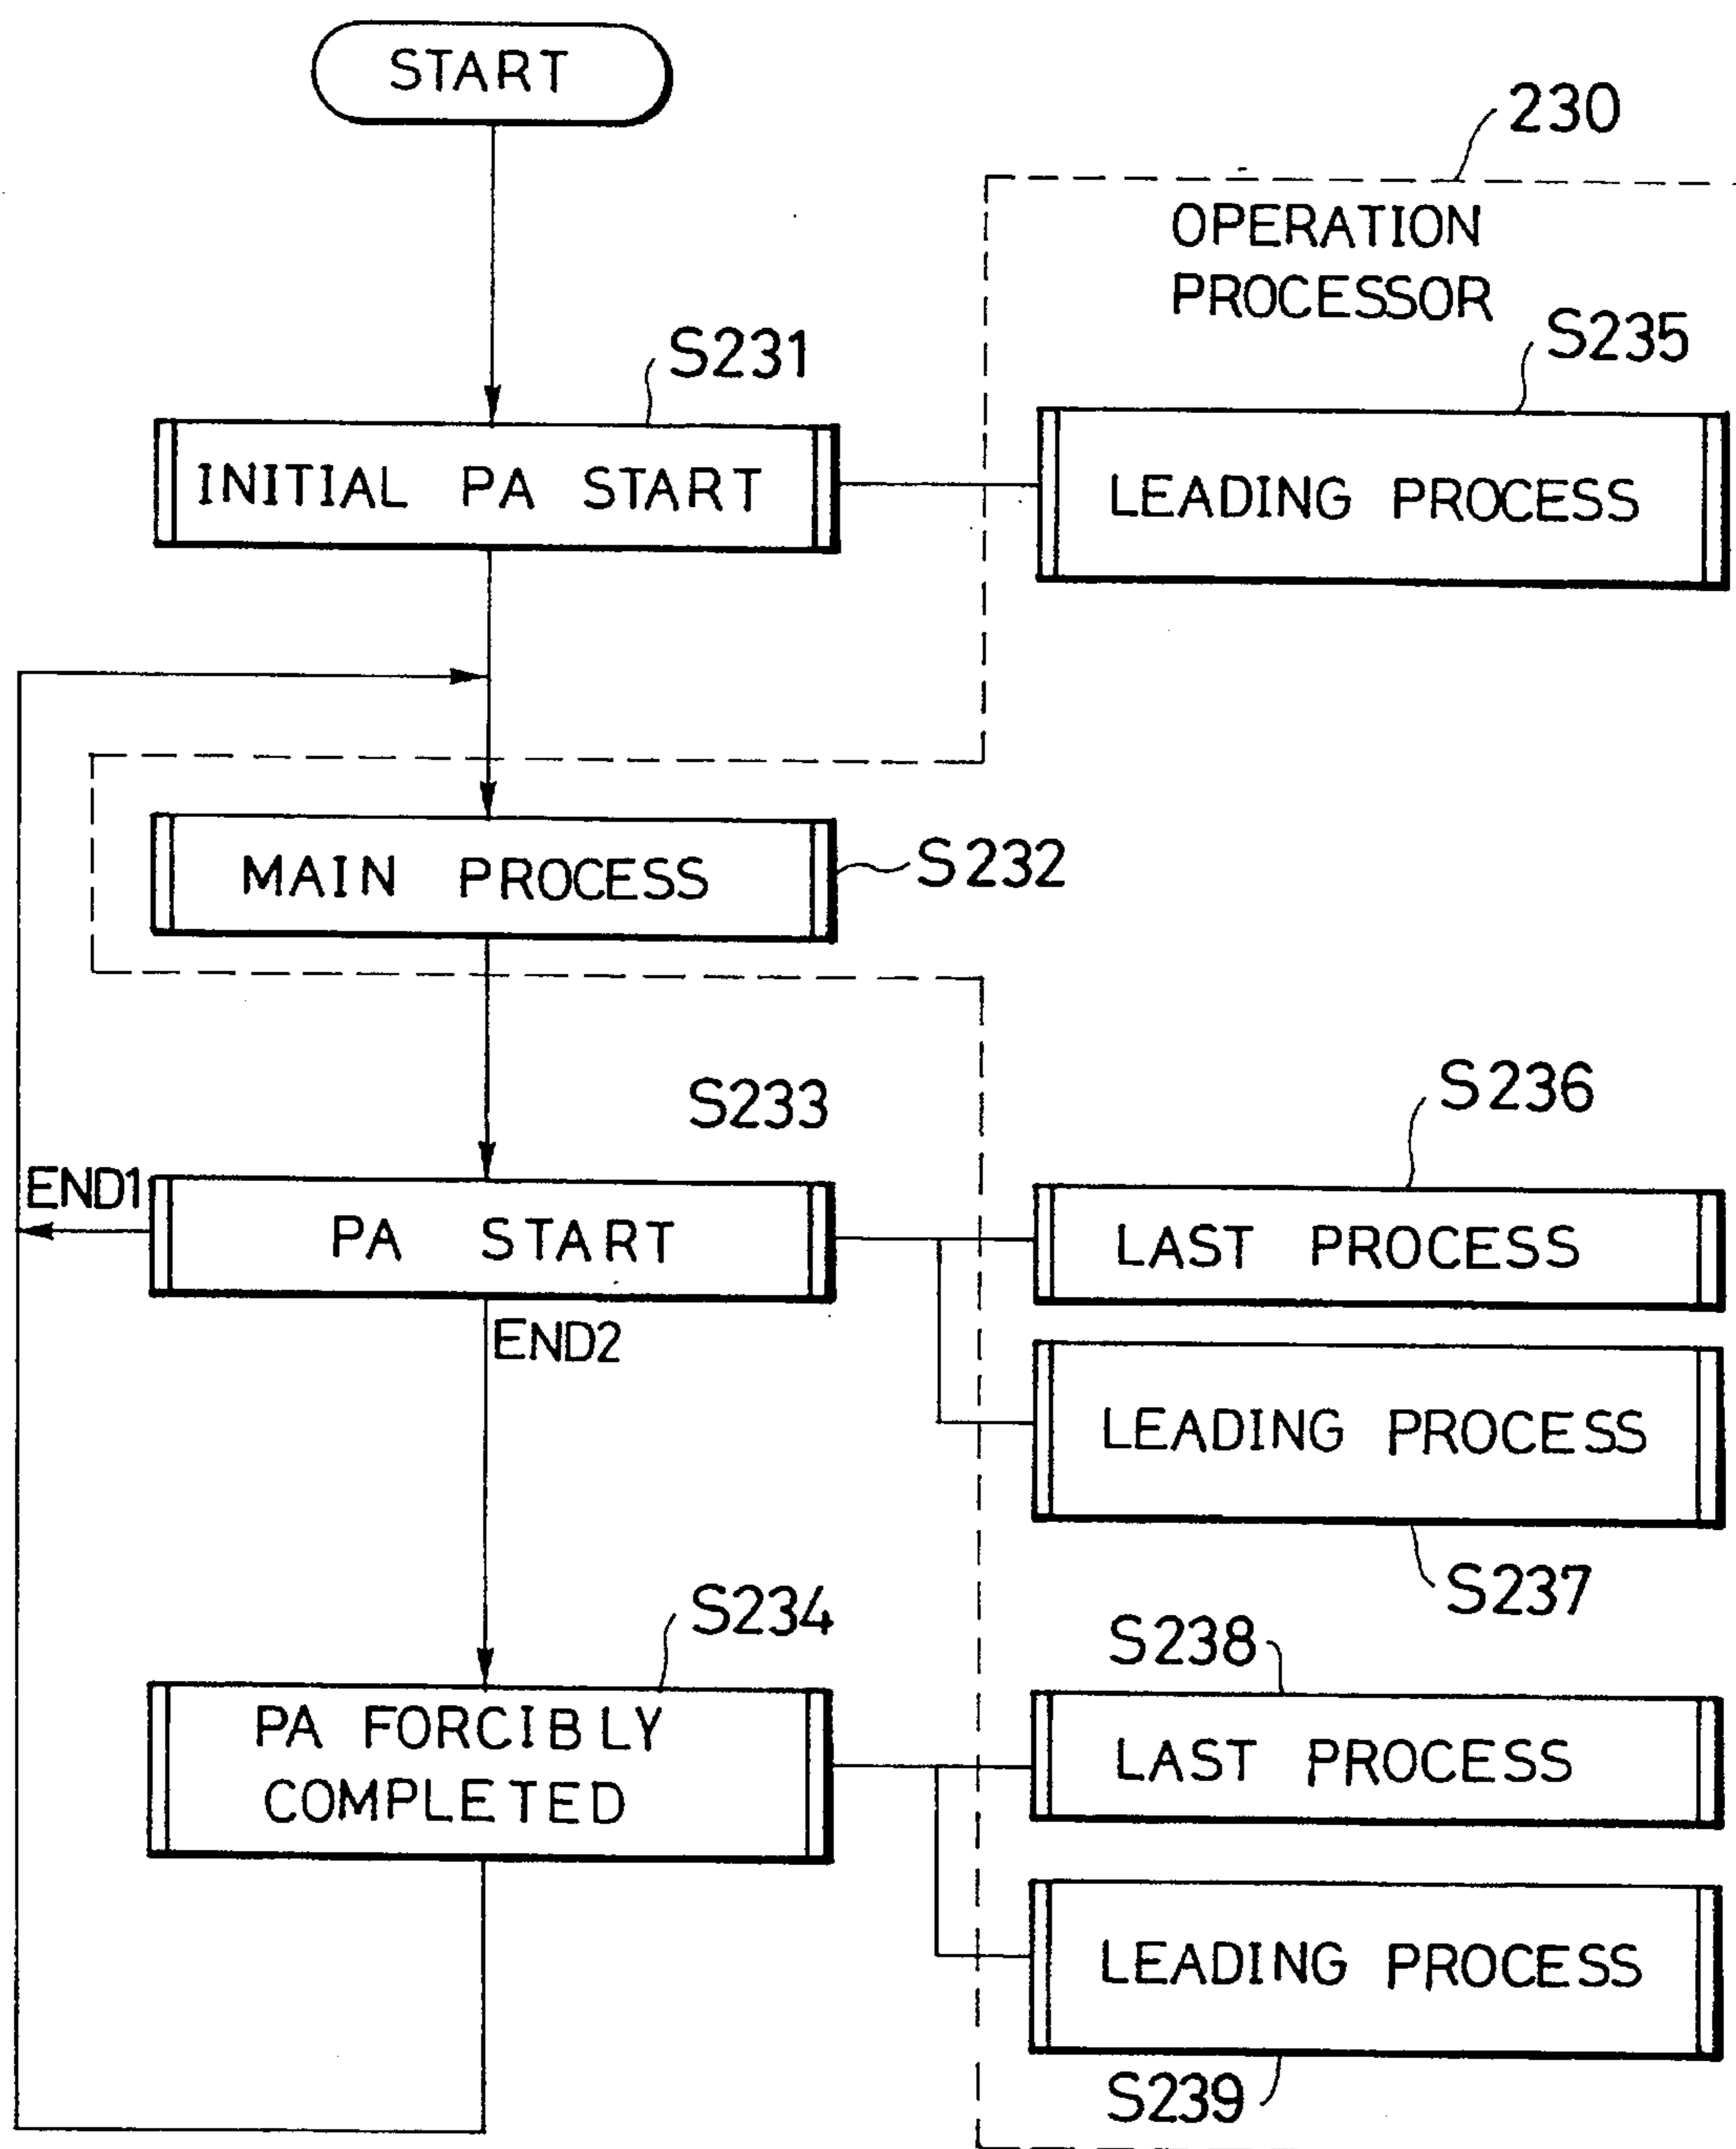 START
230
OPERATION
PROCESSOR
S231
S235
INITIAL PA START
LEADING PROCESS
MAIN PROCESS
S232
S233
S236
END1
PA START
LAST PROCESS
END2
LEADING PROCESS
S237
S234
S238
PA FORCIBLY
COMPLETED
LAST PROCESS
LEADING PROCESS
S239